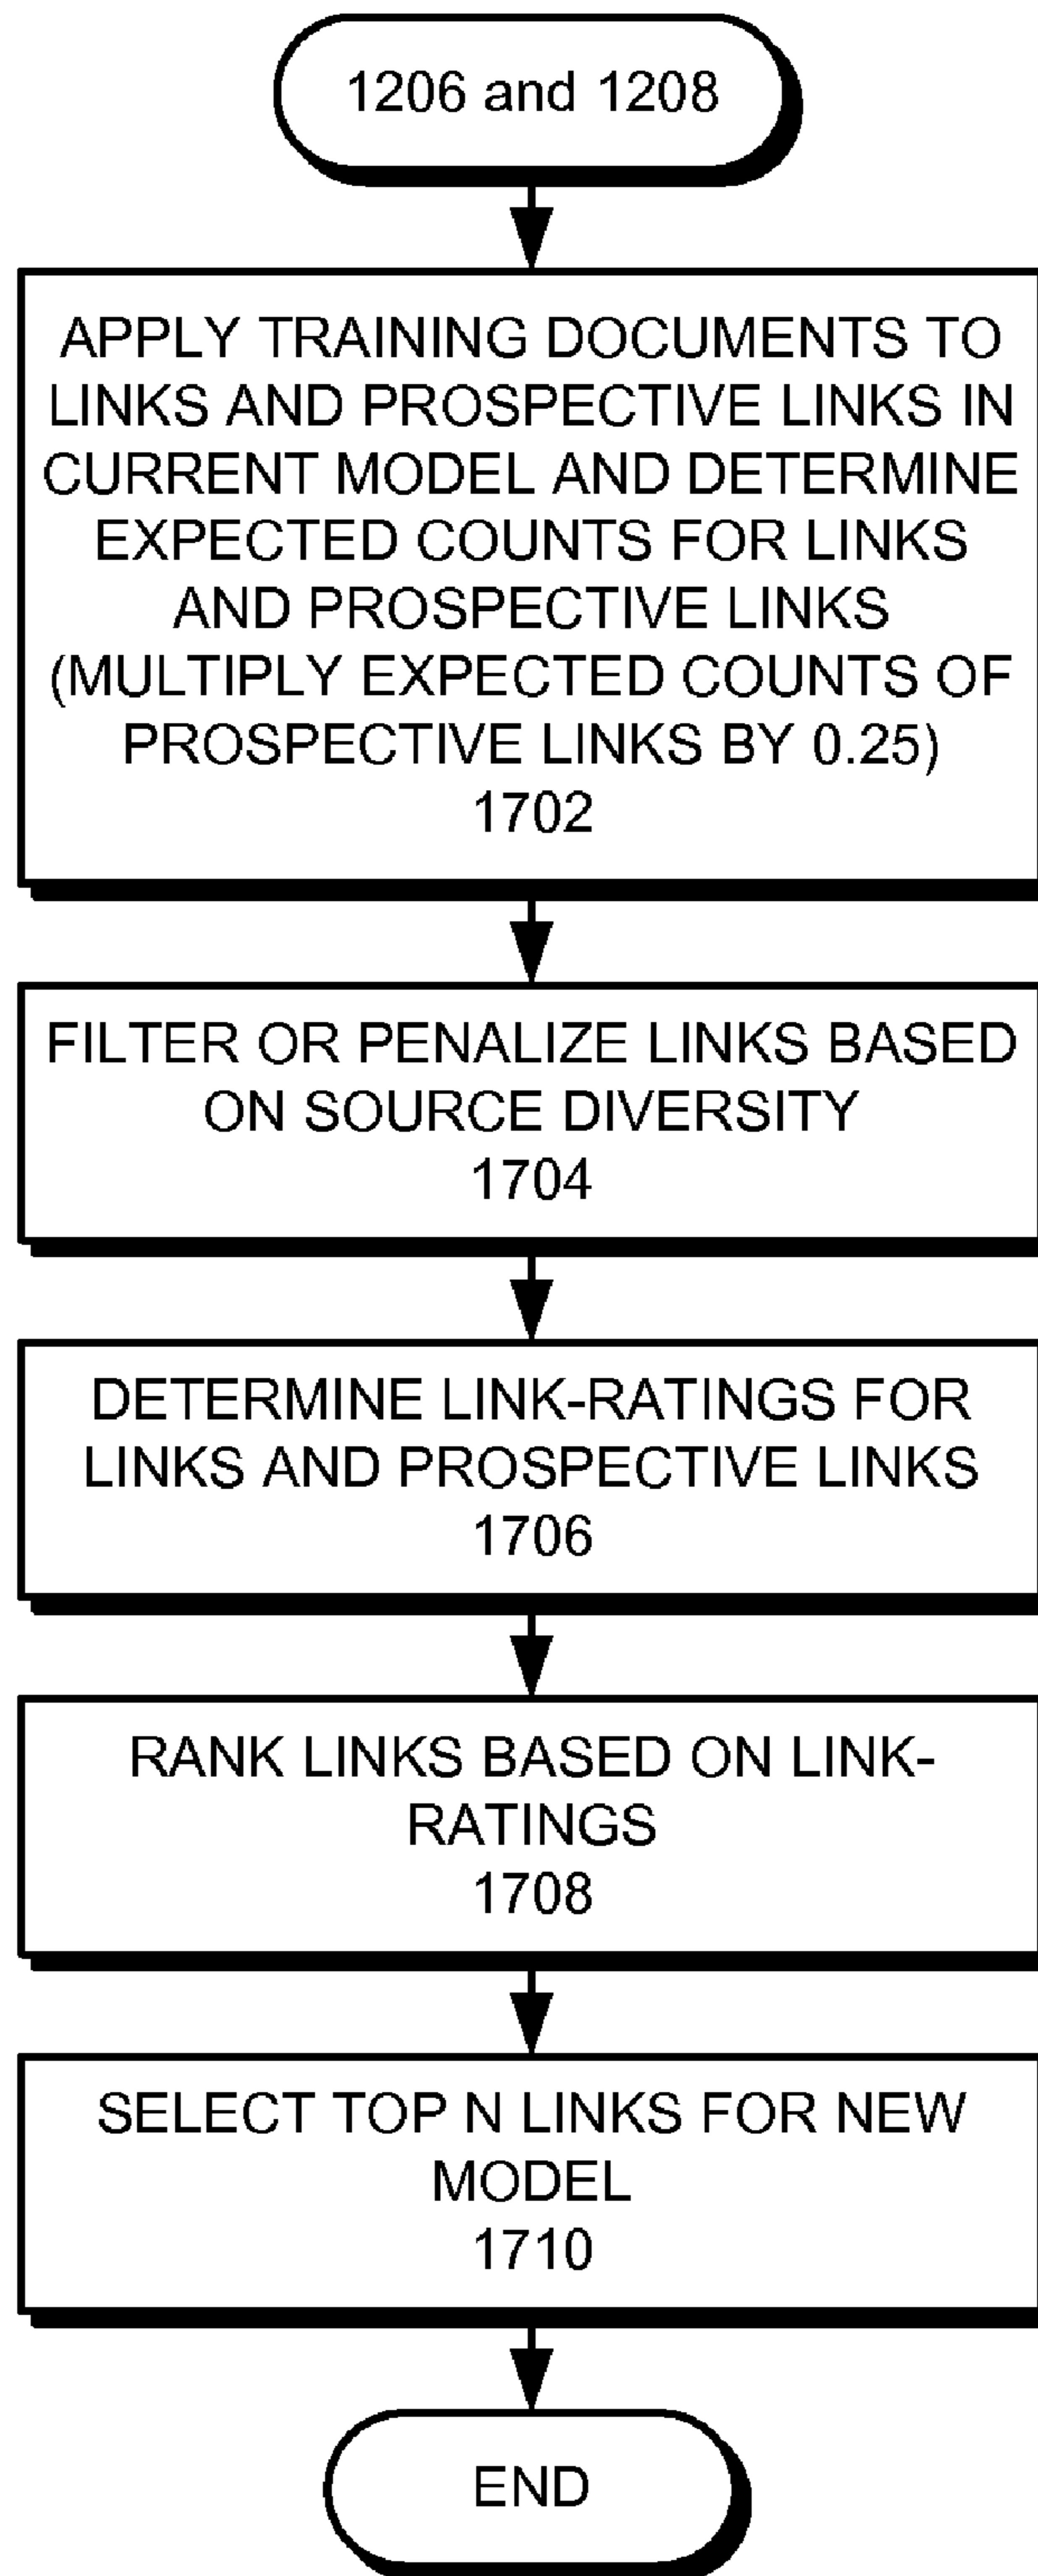 1206 and 1208
APPLY TRAINING DOCUMENTS TO
LINKS AND PROSPECTIVE LINKS IN
CURRENT MODEL AND DETERMINE
EXPECTED COUNTS FOR LINKS
AND PROSPECTIVE LINKS
(MULTIPLY EXPECTED COUNTS OF
PROSPECTIVE LINKS BY 0.25)
1702
FILTER OR PENALIZE LINKS BASED
ON SOURCE DIVERSITY
1704
DETERMINE LINK-RATINGS FOR
LINKS AND PROSPECTIVE LINKS
1706
RANK LINKS BASED ON LINK-
RATINGS
1708
SELECT TOP N LINKS FOR NEW
MODEL
1710
END